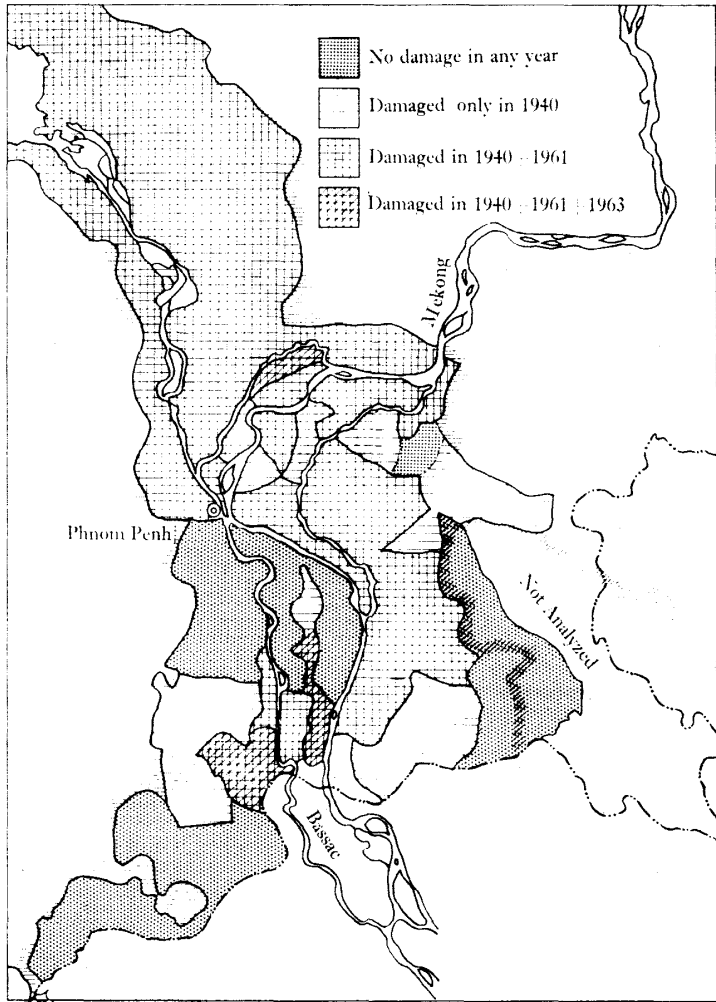 No damage in any year
Damaged only in 1940
Damaged in 1940 · 1961
Damaged in 1940 · 1961 · 1963
Mekong
Phnom Penh
Not Analyzed
Bassac